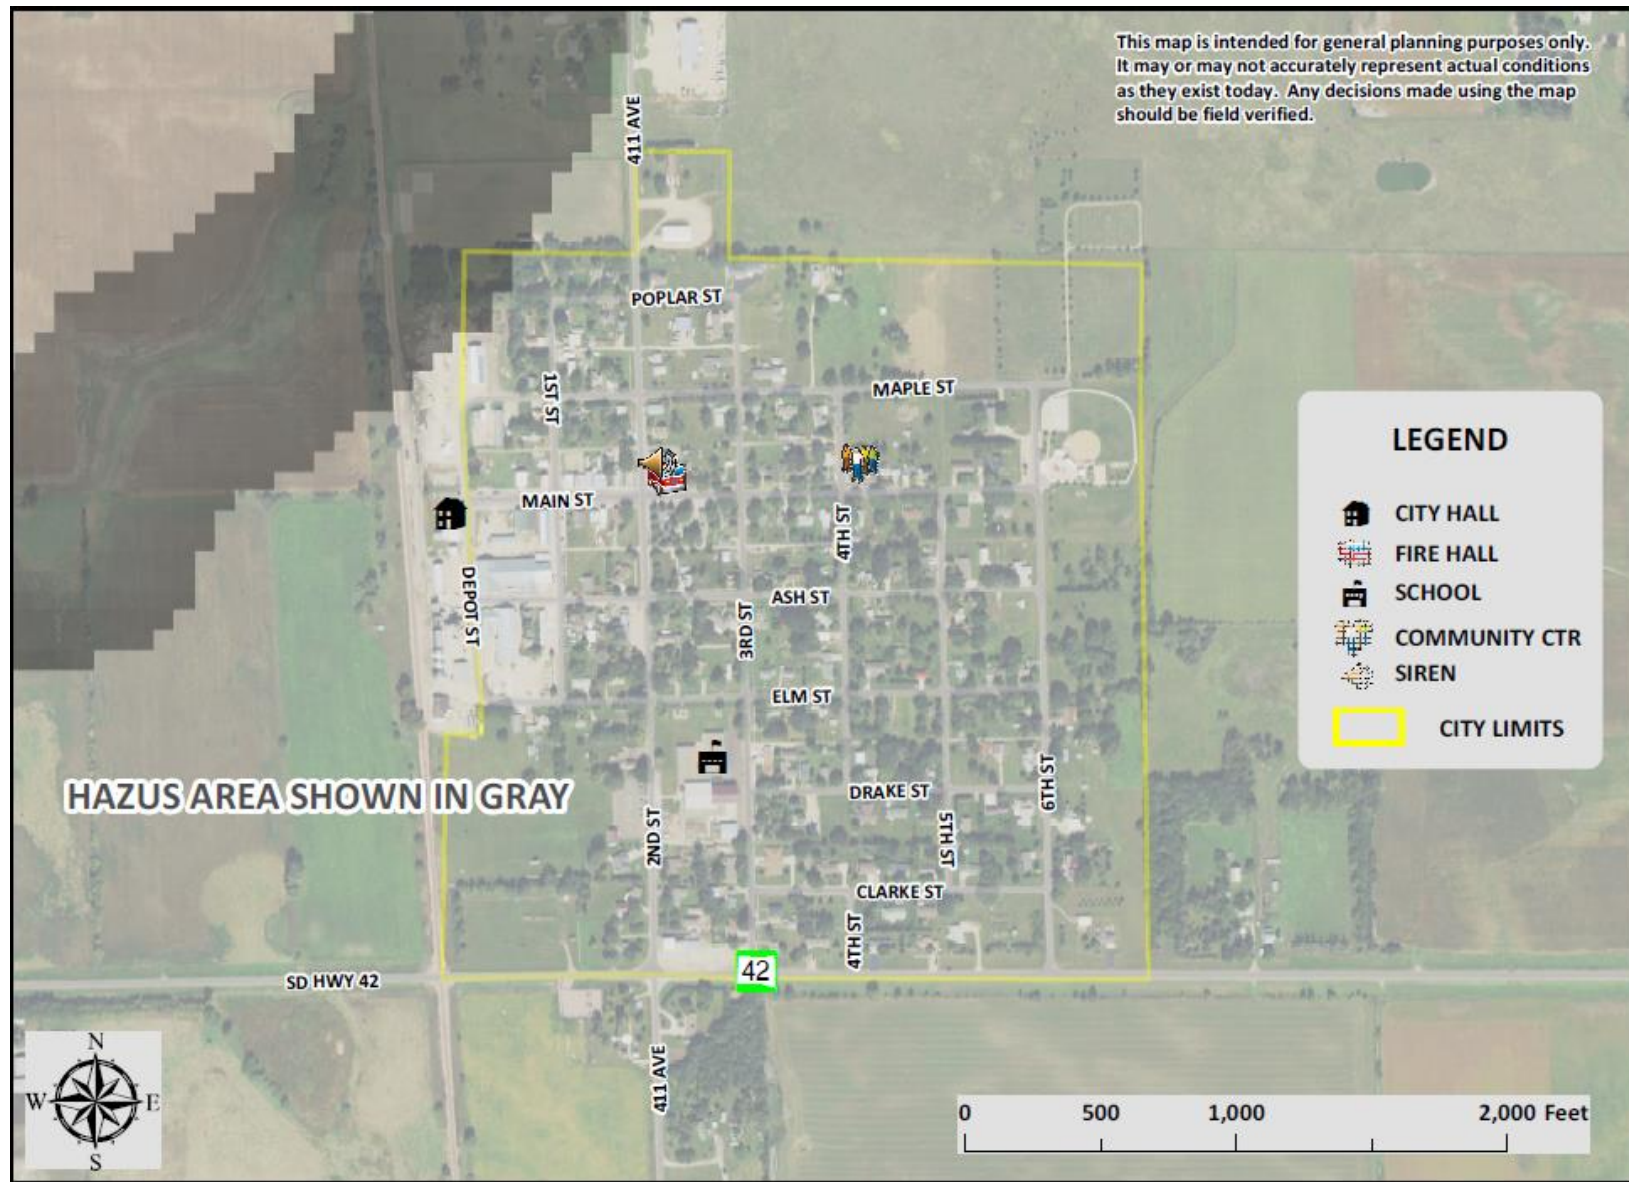 This map is intended for general planning purposes only.
It may or may not accurately represent actual conditions
as they exist today. Any decisions made using the map
should be field verified.
411 AVE
POPLAR ST
1ST ST
MAPLE ST
MAIN ST
4TH ST
DEPOT ST
ASH ST
3RD ST
ELM ST
HAZUS AREA SHOWN IN GRAY
DRAKE ST
6TH ST
2ND ST
5TH ST
CLARKE ST
4TH ST
42
SD HWY 42
411 AVE
LEGEND
CITY HALL
FIRE HALL
SCHOOL
COMMUNITY CTR
SIREN
CITY LIMITS
N
W E
S
0 500 1,000 2,000 Feet